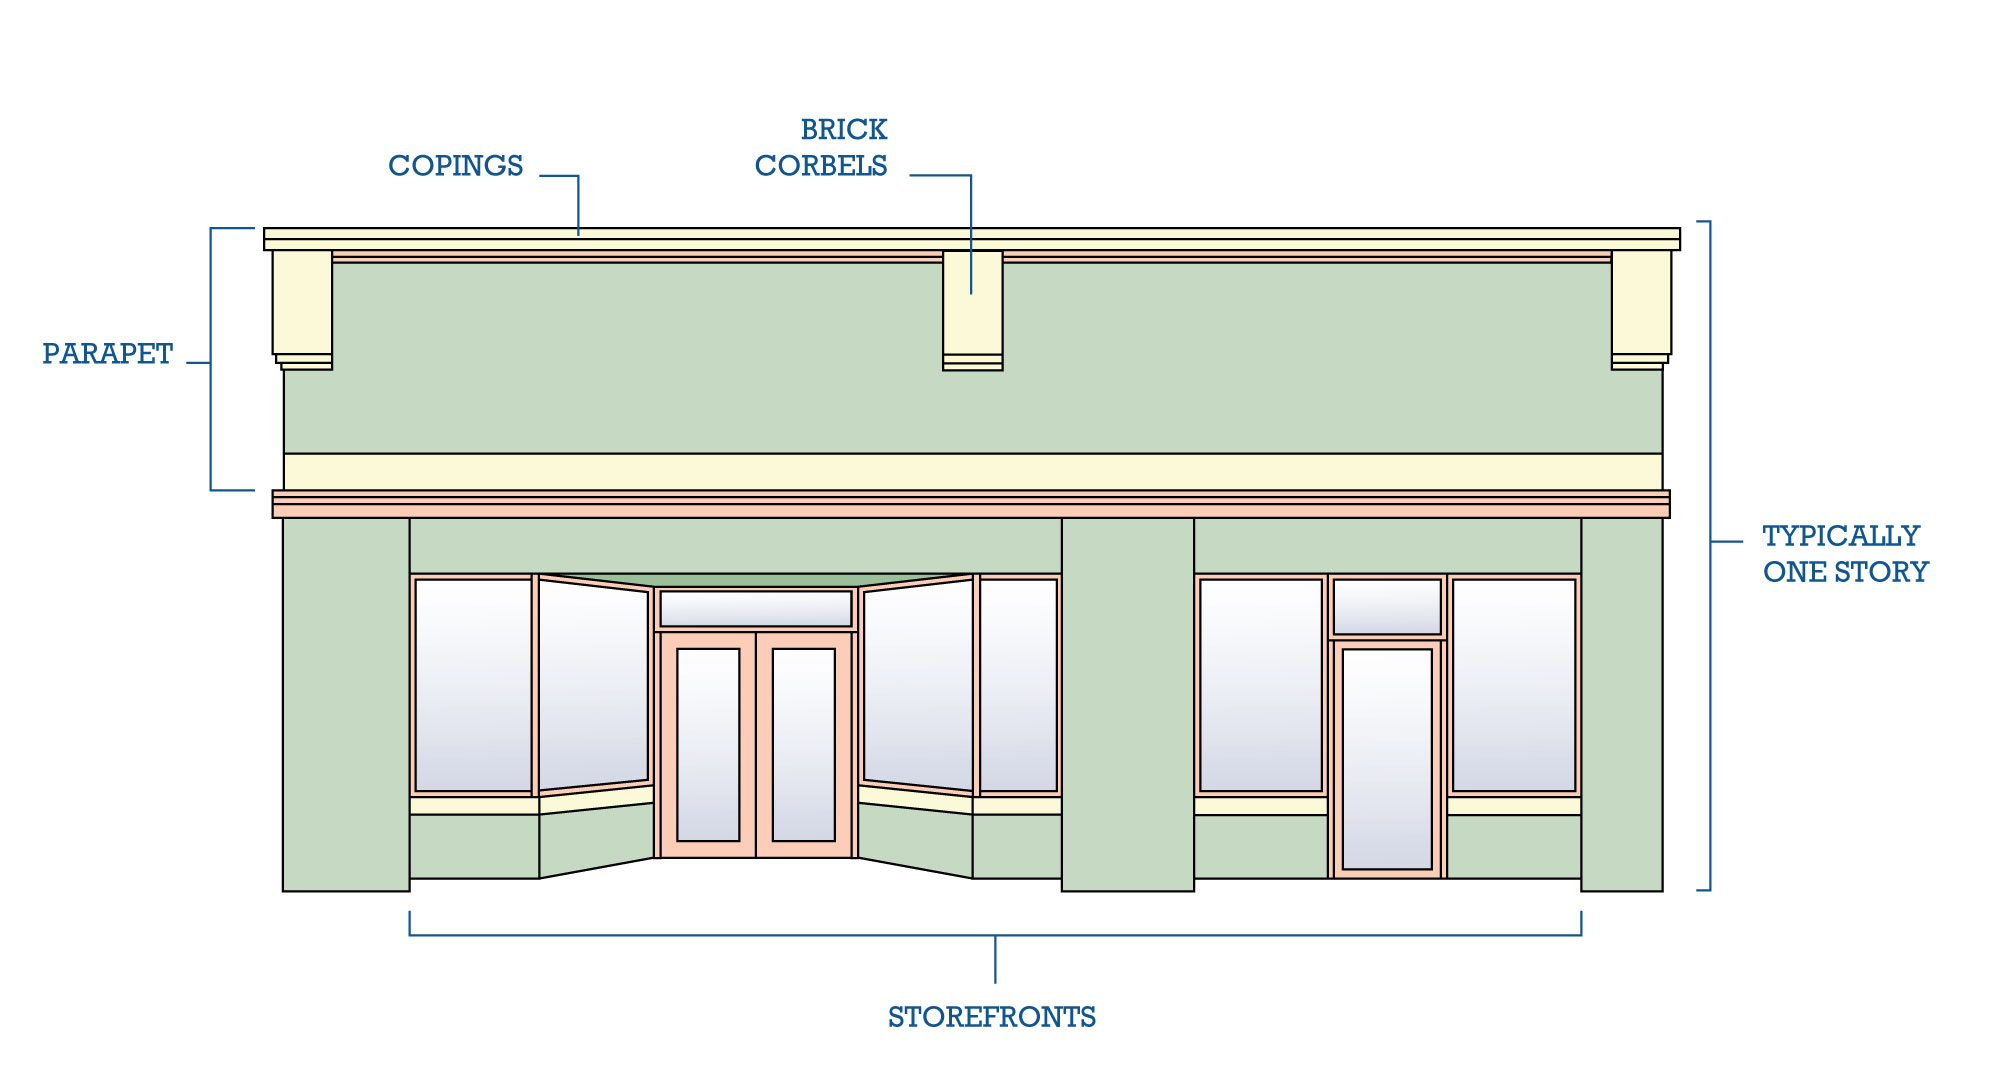 BRICK
COPINGS
CORBELS
PARAPET
TYPICALLY
ONE STORY
STOREFRONTS